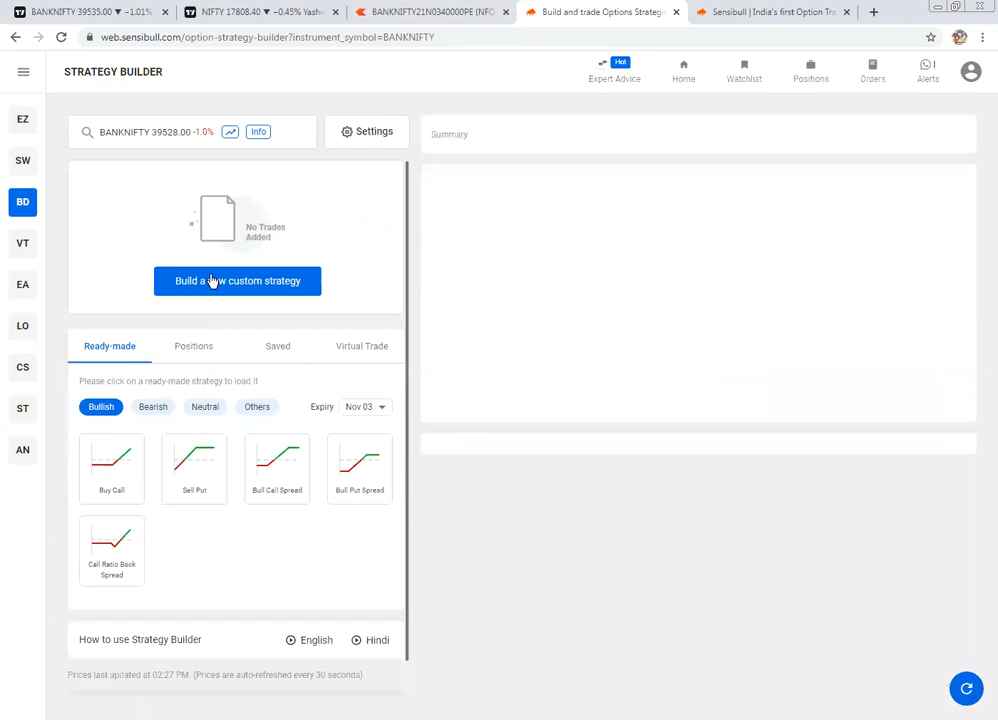 BANKNIFTY 39535.00 ▼ −1.01%
NIFTY 17808.40 ▼ −0.45% Yashw
BANKNIFTY21N0340000PE (NFO
Build and trade Options Strategi
Sensibull | India's first Option Tra
web.sensibull.com/option-strategy-builder?instrument_symbol=BANKNIFTY
STRATEGY BUILDER
Hot
Expert Advice
Home
Watchlist
Positions
Orders
Alerts
EZ
SW
BD
VT
EA
LO
CS
ST
AN
BANKNIFTY 39528.00 -1.0%
Info
Settings
Summary
No Trades
Added
Build a new custom strategy
Ready-made
Positions
Saved
Virtual Trade
Please click on a ready-made strategy to load it
Bullish
Bearish
Neutral
Others
Expiry
Nov 03
Buy Call
Sell Put
Bull Call Spread
Bull Put Spread
Call Ratio Back
Spread
How to use Strategy Builder
English
Hindi
Prices last updated at 02:27 PM. (Prices are auto-refreshed every 30 seconds).